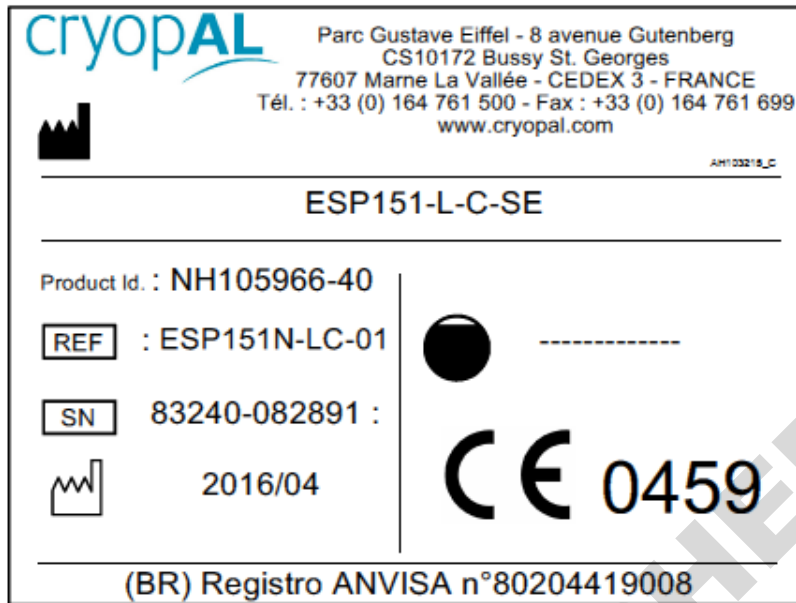 cryopAL
Parc Gustave Eiffel - 8 avenue Gutenberg
CS10172 Bussy St. Georges
77607 Marne La Vallée - CEDEX 3 - FRANCE
Tél. : +33 (0) 164 761 500 - Fax : +33 (0) 164 761 699
www.cryopal.com
AH103215_C
ESP151-L-C-SE
Product Id. : NH105966-40
REF : ESP151N-LC-01
-------------
SN 83240-082891 :
2016/04
CE 0459
(BR) Registro ANVISA n°80204419008